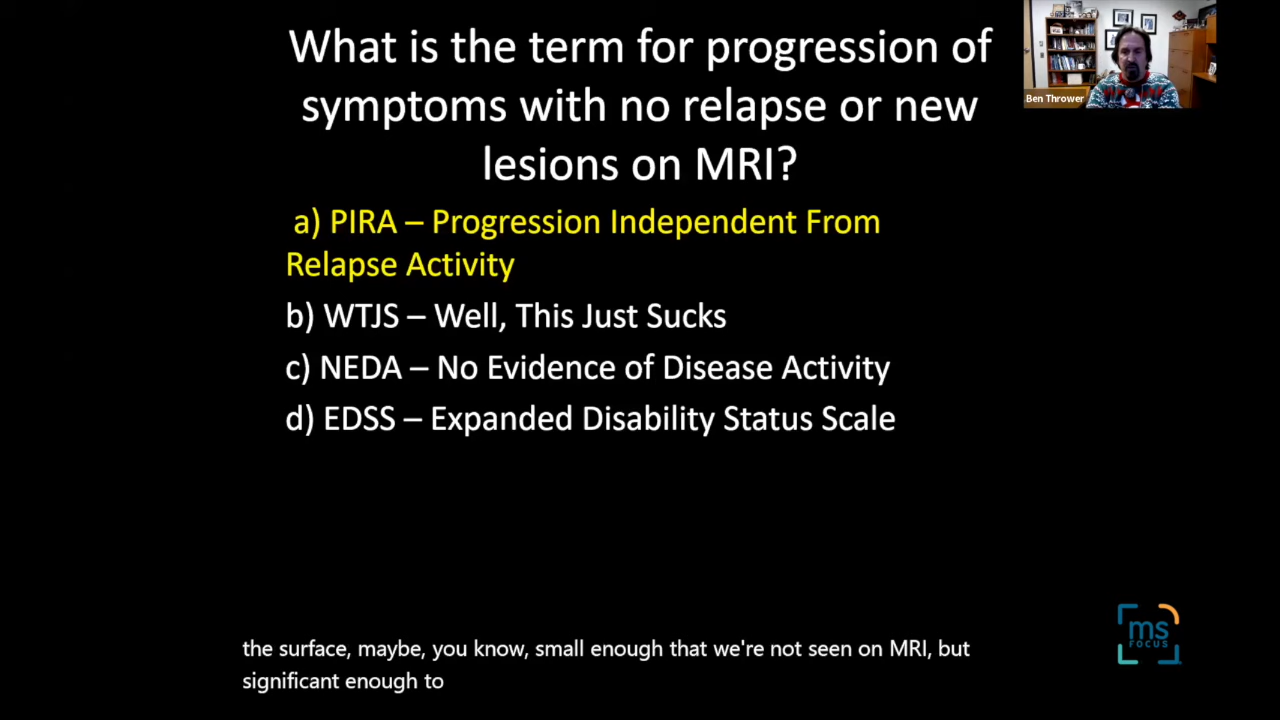 What is the term for progression of
symptoms with no relapse or new
lesions on MRI?
a) PIRA – Progression Independent From
Relapse Activity
b) WTJS – Well, This Just Sucks
c) NEDA – No Evidence of Disease Activity
d) EDSS – Expanded Disability Status Scale
Ben Thrower
ms
FOCUS
the surface, maybe, you know, small enough that we're not seen on MRI, but
significant enough to